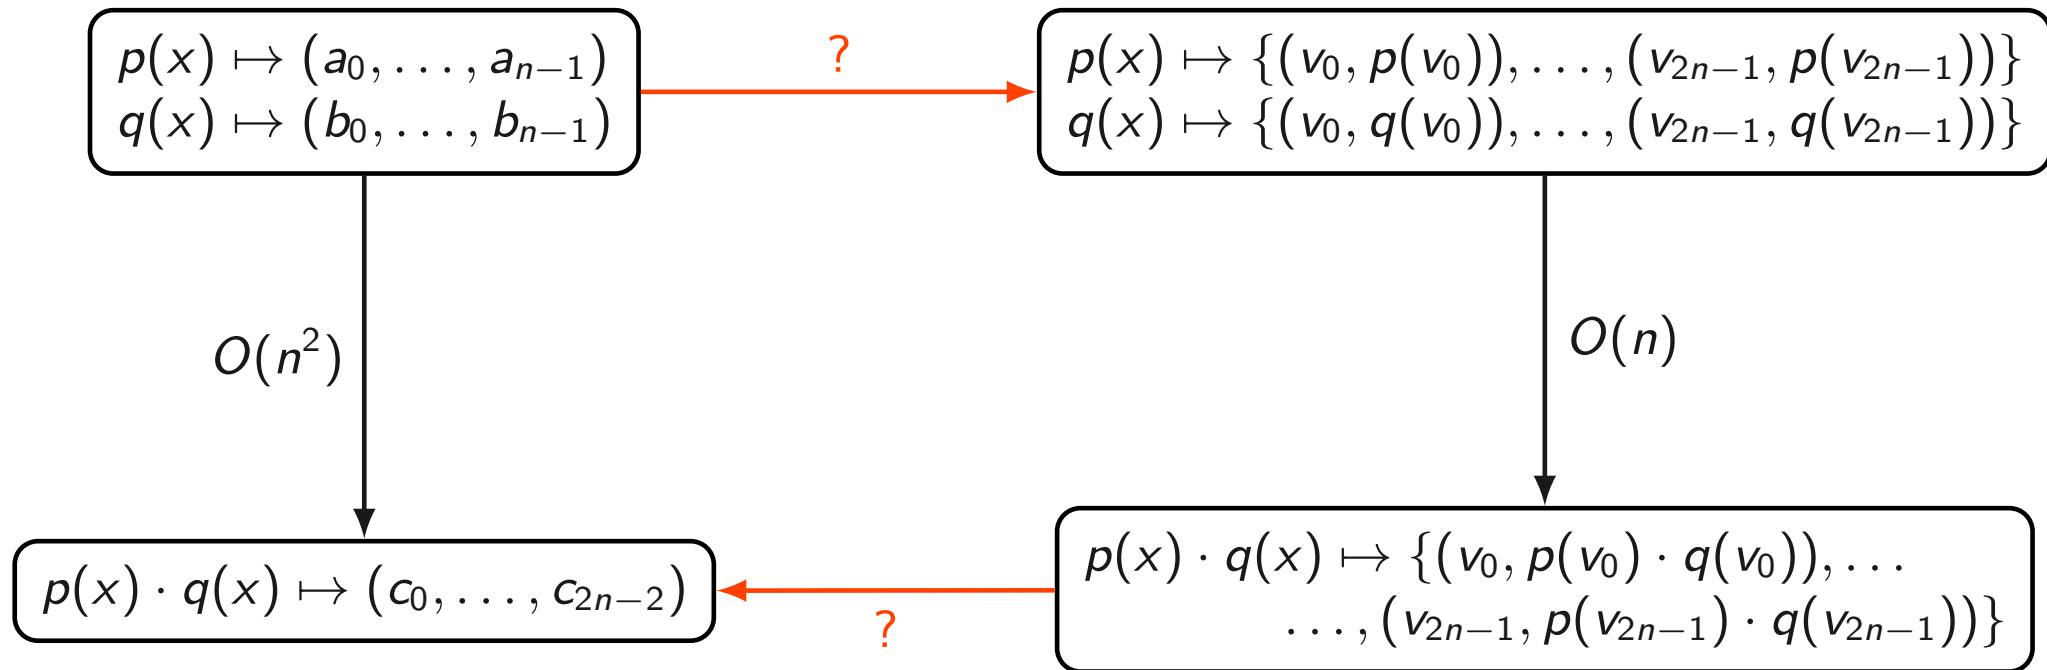 p(x) ↦ (a₀, . . . , aₙ₋₁)
q(x) ↦ (b₀, . . . , bₙ₋₁)
?
p(x) ↦ {(v₀, p(v₀)), . . . , (v₂ₙ₋₁, p(v₂ₙ₋₁))}
q(x) ↦ {(v₀, q(v₀)), . . . , (v₂ₙ₋₁, q(v₂ₙ₋₁))}
O(n²)
O(n)
p(x) · q(x) ↦ (c₀, . . . , c₂ₙ₋₂)
?
p(x) · q(x) ↦ {(v₀, p(v₀) · q(v₀)), . . .
. . . , (v₂ₙ₋₁, p(v₂ₙ₋₁) · q(v₂ₙ₋₁))}